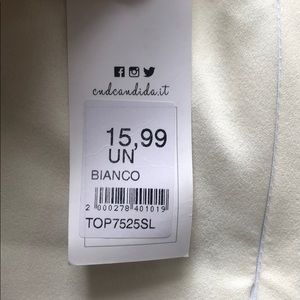 cndcandida.it
15,99
UN
BIANCO
2 000278 401019
TOP7525SL